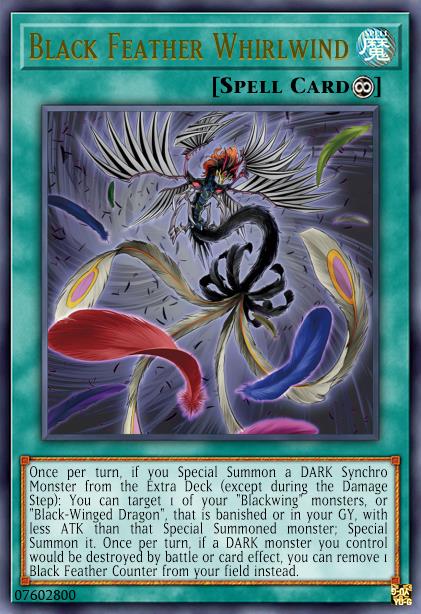 Black Feather Whirlwind
SPELL
魔
[Spell Card]
Once per turn, if you Special Summon a DARK Synchro
Monster from the Extra Deck (except during the Damage
Step): You can target 1 of your "Blackwing" monsters, or
"Black-Winged Dragon", that is banished or in your GY, with
less ATK than that Special Summoned monster; Special
Summon it. Once per turn, if a DARK monster you control
would be destroyed by battle or card effect, you can remove 1
Black Feather Counter from your field instead.
07602800